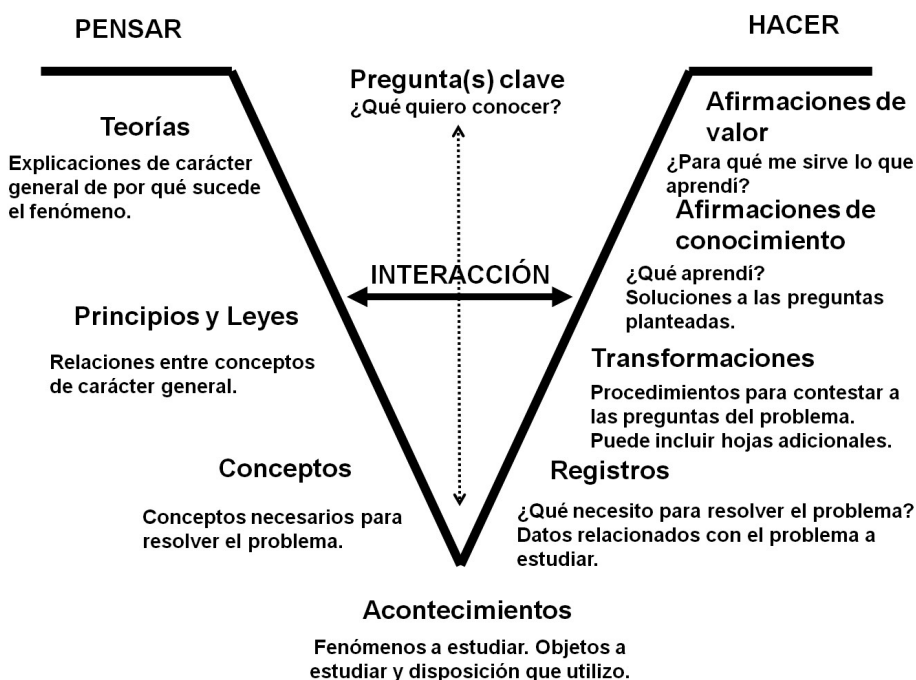 PENSAR
HACER
Pregunta(s) clave
¿Qué quiero conocer?
Teorías
Explicaciones de carácter
general de por qué sucede
el fenómeno.
Afirmaciones de
valor
¿Para qué me sirve lo que
aprendí?
Afirmaciones de
conocimiento
¿Qué aprendí?
Soluciones a las preguntas
planteadas.
INTERACCIÓN
Principios y Leyes
Relaciones entre conceptos
de carácter general.
Transformaciones
Procedimientos para contestar a
las preguntas del problema.
Puede incluir hojas adicionales.
Conceptos
Conceptos necesarios para
resolver el problema.
Registros
¿Qué necesito para resolver el problema?
Datos relacionados con el problema a
estudiar.
Acontecimientos
Fenómenos a estudiar. Objetos a
estudiar y disposición que utilizo.